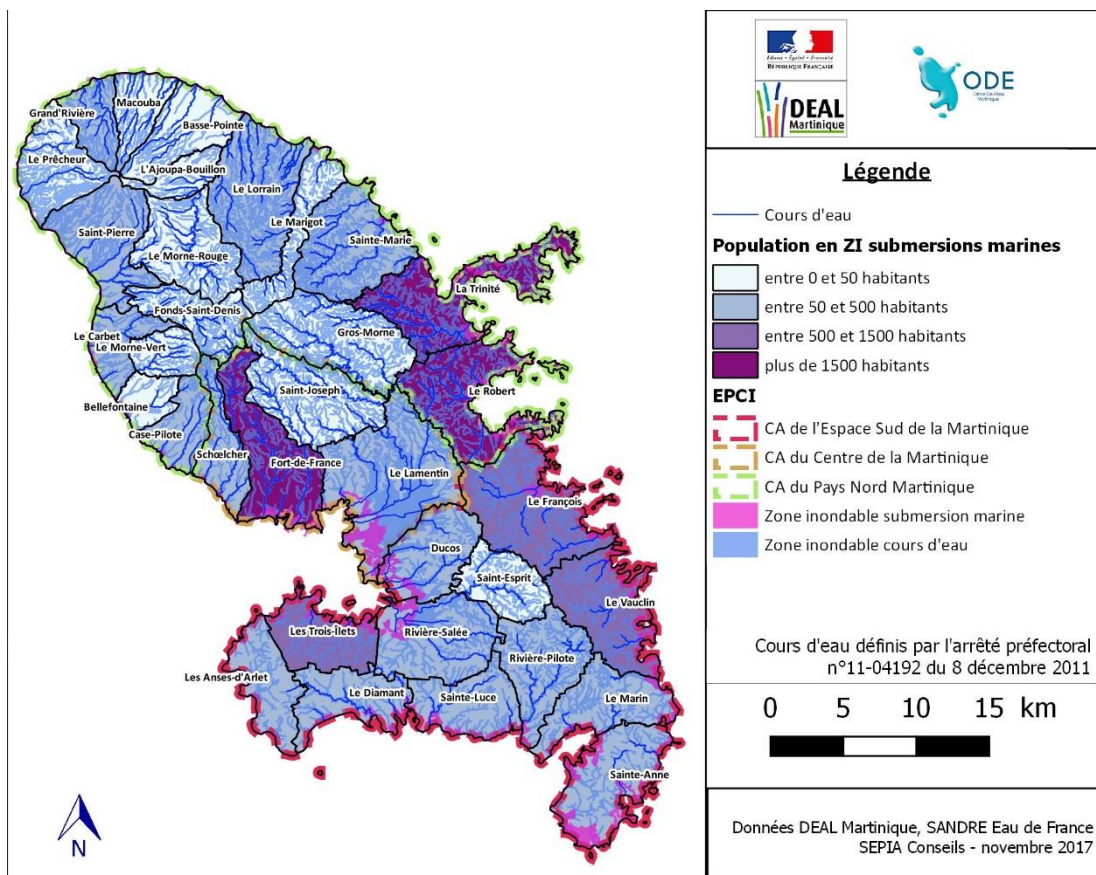 Grand'Rivière
Macouba
Basse-Pointe
Le Prêcheur
L'Ajoupa-Bouillon
Le Lorrain
Le Marigot
Saint-Pierre
Sainte-Marie
Le Morne-Rouge
La Trinité
Fonds-Saint-Denis
Le Carbet
Gros-Morne
Le Morne-Vert
Saint-Joseph
Le Robert
Bellefontaine
Case-Pilote
Schœlcher
Fort-de-France
Le Lamentin
Le François
Ducos
Saint-Esprit
Le Vauclin
Les Trois-Îlets
Rivière-Salée
Rivière-Pilote
Les Anses-d'Arlet
Le Diamant
Sainte-Luce
Le Marin
Sainte-Anne
N
Liberté • Égalité • Fraternité
RÉPUBLIQUE FRANÇAISE
DEAL
Martinique
ODE
Légende
Cours d'eau
Population en ZI submersions marines
entre 0 et 50 habitants
entre 50 et 500 habitants
entre 500 et 1500 habitants
plus de 1500 habitants
EPCI
CA de l'Espace Sud de la Martinique
CA du Centre de la Martinique
CA du Pays Nord Martinique
Zone inondable submersion marine
Zone inondable cours d'eau
Cours d'eau définis par l'arrêté préfectoral
n°11-04192 du 8 décembre 2011
0 5 10 15 km
Données DEAL Martinique, SANDRE Eau de France
SEPIA Conseils - novembre 2017